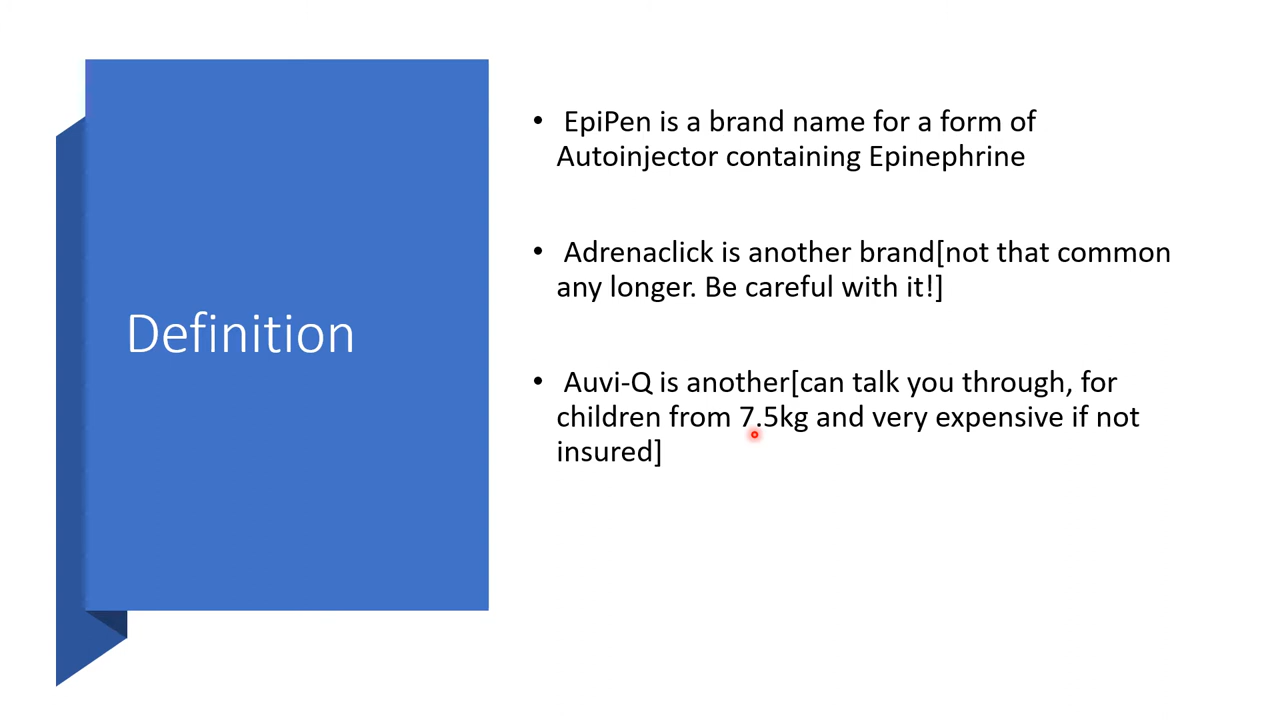 Definition
• EpiPen is a brand name for a form of
Autoinjector containing Epinephrine
• Adrenaclick is another brand[not that common
any longer. Be careful with it!]
• Auvi-Q is another[can talk you through, for
children from 7.5kg and very expensive if not
insured]